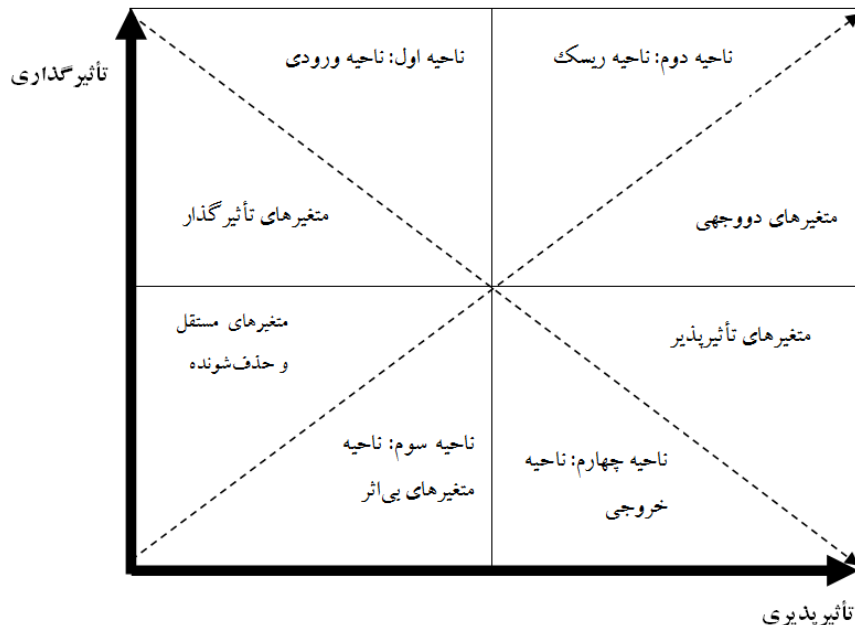 ناحیه دوم: ناحیه ریسک
ناحیه اول: ناحیه ورودی
تأثیرگذاری
متغیرهای دووجهی
متغیرهای تأثیرگذار
متغیرهای تأثیرپذیر
متغیرهای مستقل
و حذف‌شونده
ناحیه چهارم: ناحیه
خروجی
ناحیه سوم: ناحیه
متغیرهای بی‌اثر
تأثیرپذیری